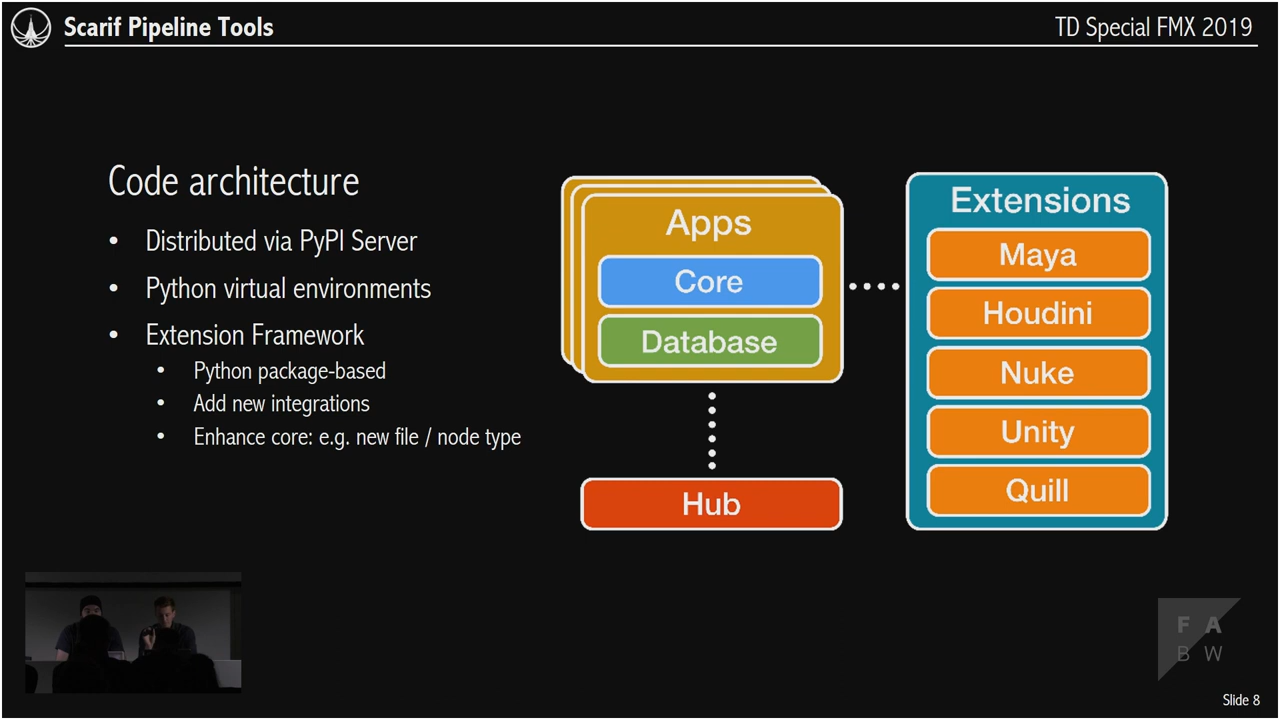 Scarif Pipeline Tools
TD Special FMX 2019
Code architecture
• Distributed via PyPI Server
• Python virtual environments
• Extension Framework
• Python package-based
• Add new integrations
• Enhance core: e.g. new file / node type
Apps
Core
Database
Hub
Extensions
Maya
Houdini
Nuke
Unity
Quill
F A
B W
Slide 8